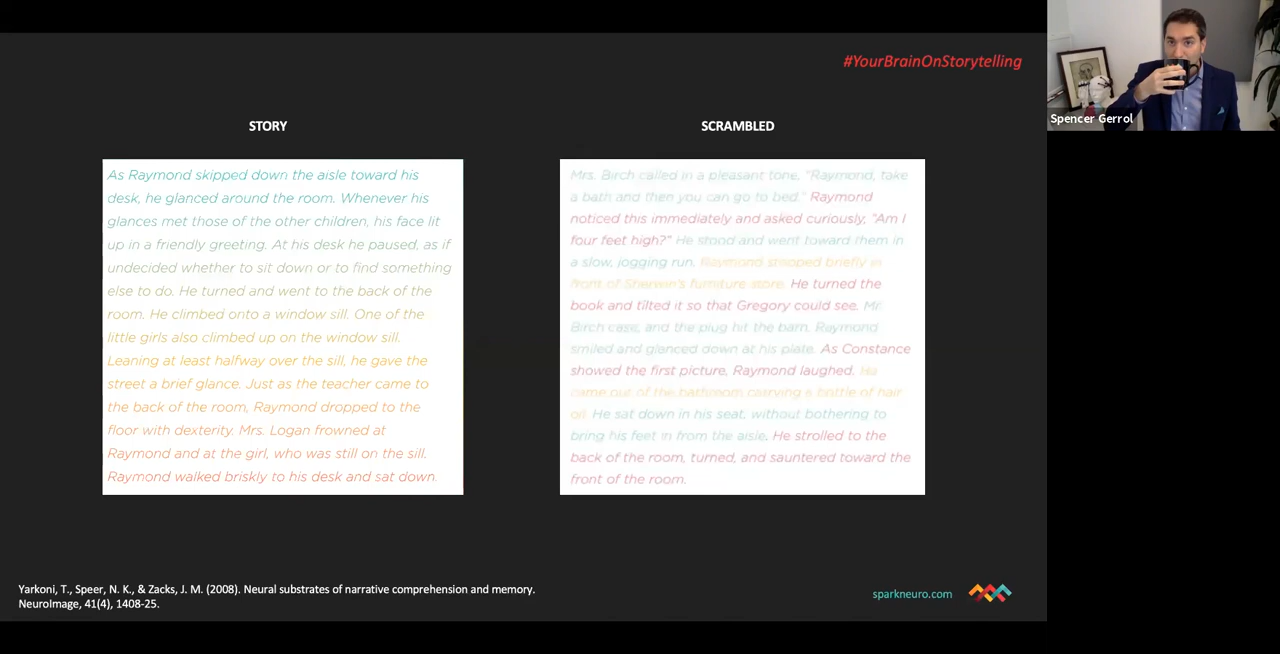 #YourBrainOnStorytelling
Spencer Gerrol
STORY
As Raymond skipped down the aisle toward his
desk, he glanced around the room. Whenever his
glances met those of the other children, his face lit
up in a friendly greeting. At his desk he paused, as if
undecided whether to sit down or to find something
else to do. He turned and went to the back of the
room. He climbed onto a window sill. One of the
little girls also climbed up on the window sill.
Leaning at least halfway over the sill, he gave the
street a brief glance. Just as the teacher came to
the back of the room, Raymond dropped to the
floor with dexterity. Mrs. Logan frowned at
Raymond and at the girl, who was still on the sill.
Raymond walked briskly to his desk and sat down.
SCRAMBLED
Mrs. Birch called in a pleasant tone, "Raymond, take
a bath and then you can go to bed." Raymond
noticed this immediately and asked curiously, "Am I
four feet high?" He stood and went toward them in
a slow, jogging run. Raymond stopped briefly in
front of Sherwin's furniture store. He turned the
book and tilted it so that Gregory could see. Mr.
Birch case, and the plug hit the barn. Raymond
smiled and glanced down at his plate. As Constance
showed the first picture, Raymond laughed. He
came out of the bathroom carrying a bottle of hair
oil. He sat down in his seat, without bothering to
bring his feet in from the aisle. He strolled to the
back of the room, turned, and sauntered toward the
front of the room.
Yarkoni, T., Speer, N. K., & Zacks, J. M. (2008). Neural substrates of narrative comprehension and memory.
NeuroImage, 41(4), 1408-25.
sparkneuro.com